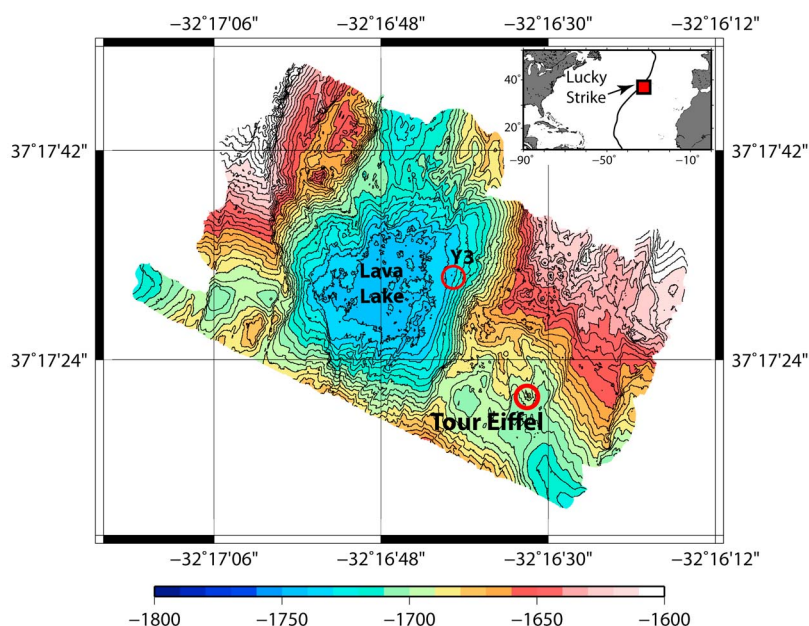 −32°17'06" −32°16'48" −32°16'30" −32°16'12"
40°
20°
−90° −50° −10°
Lucky
Strike
37°17'42" 37°17'42"
Y3
Lava
Lake
37°17'24" 37°17'24"
Tour Eiffel
−32°17'06" −32°16'48" −32°16'30" −32°16'12"
−1800 −1750 −1700 −1650 −1600